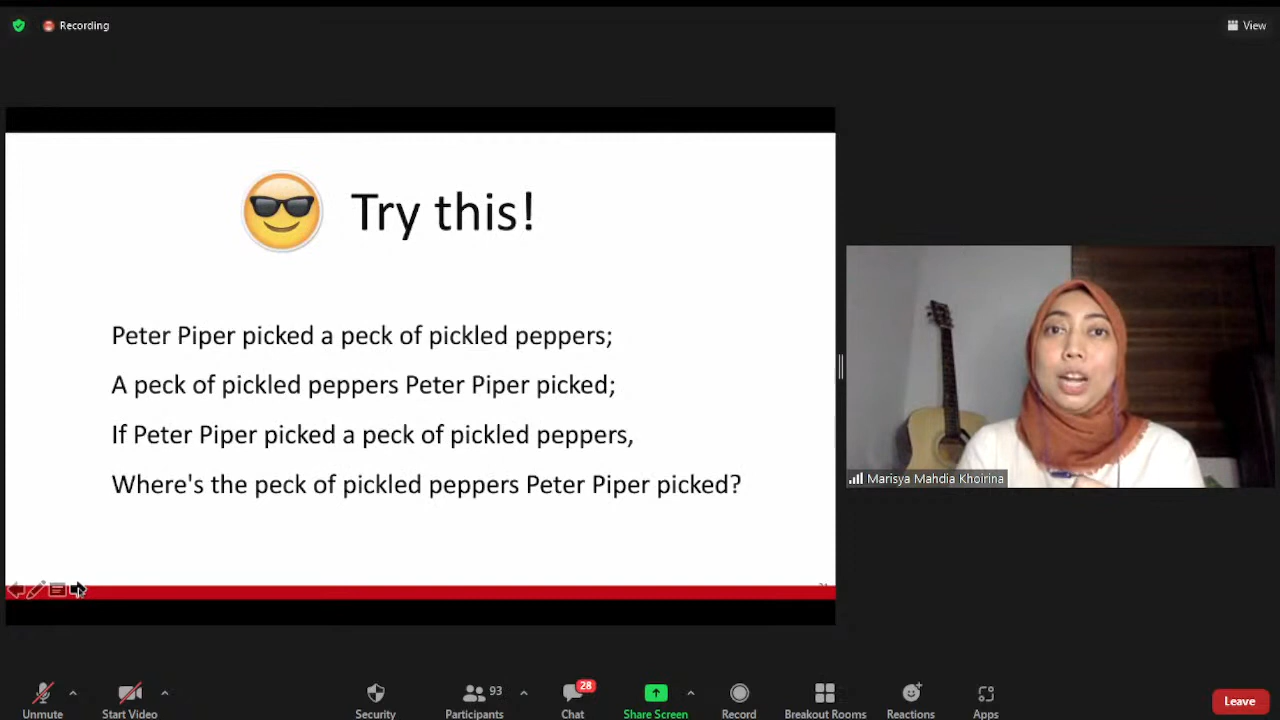 Recording
View
Try this!
Peter Piper picked a peck of pickled peppers;
A peck of pickled peppers Peter Piper picked;
If Peter Piper picked a peck of pickled peppers,
Where's the peck of pickled peppers Peter Piper picked?
Marisya Mahdia Khoirina
93
28
Unmute
Start Video
Security
Participants
Chat
Share Screen
Record
Breakout Rooms
Reactions
Apps
Leave